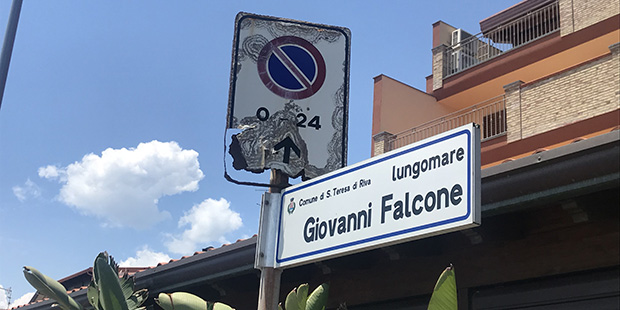 0 24
Comune di S. Teresa di Riva
lungomare
Giovanni Falcone